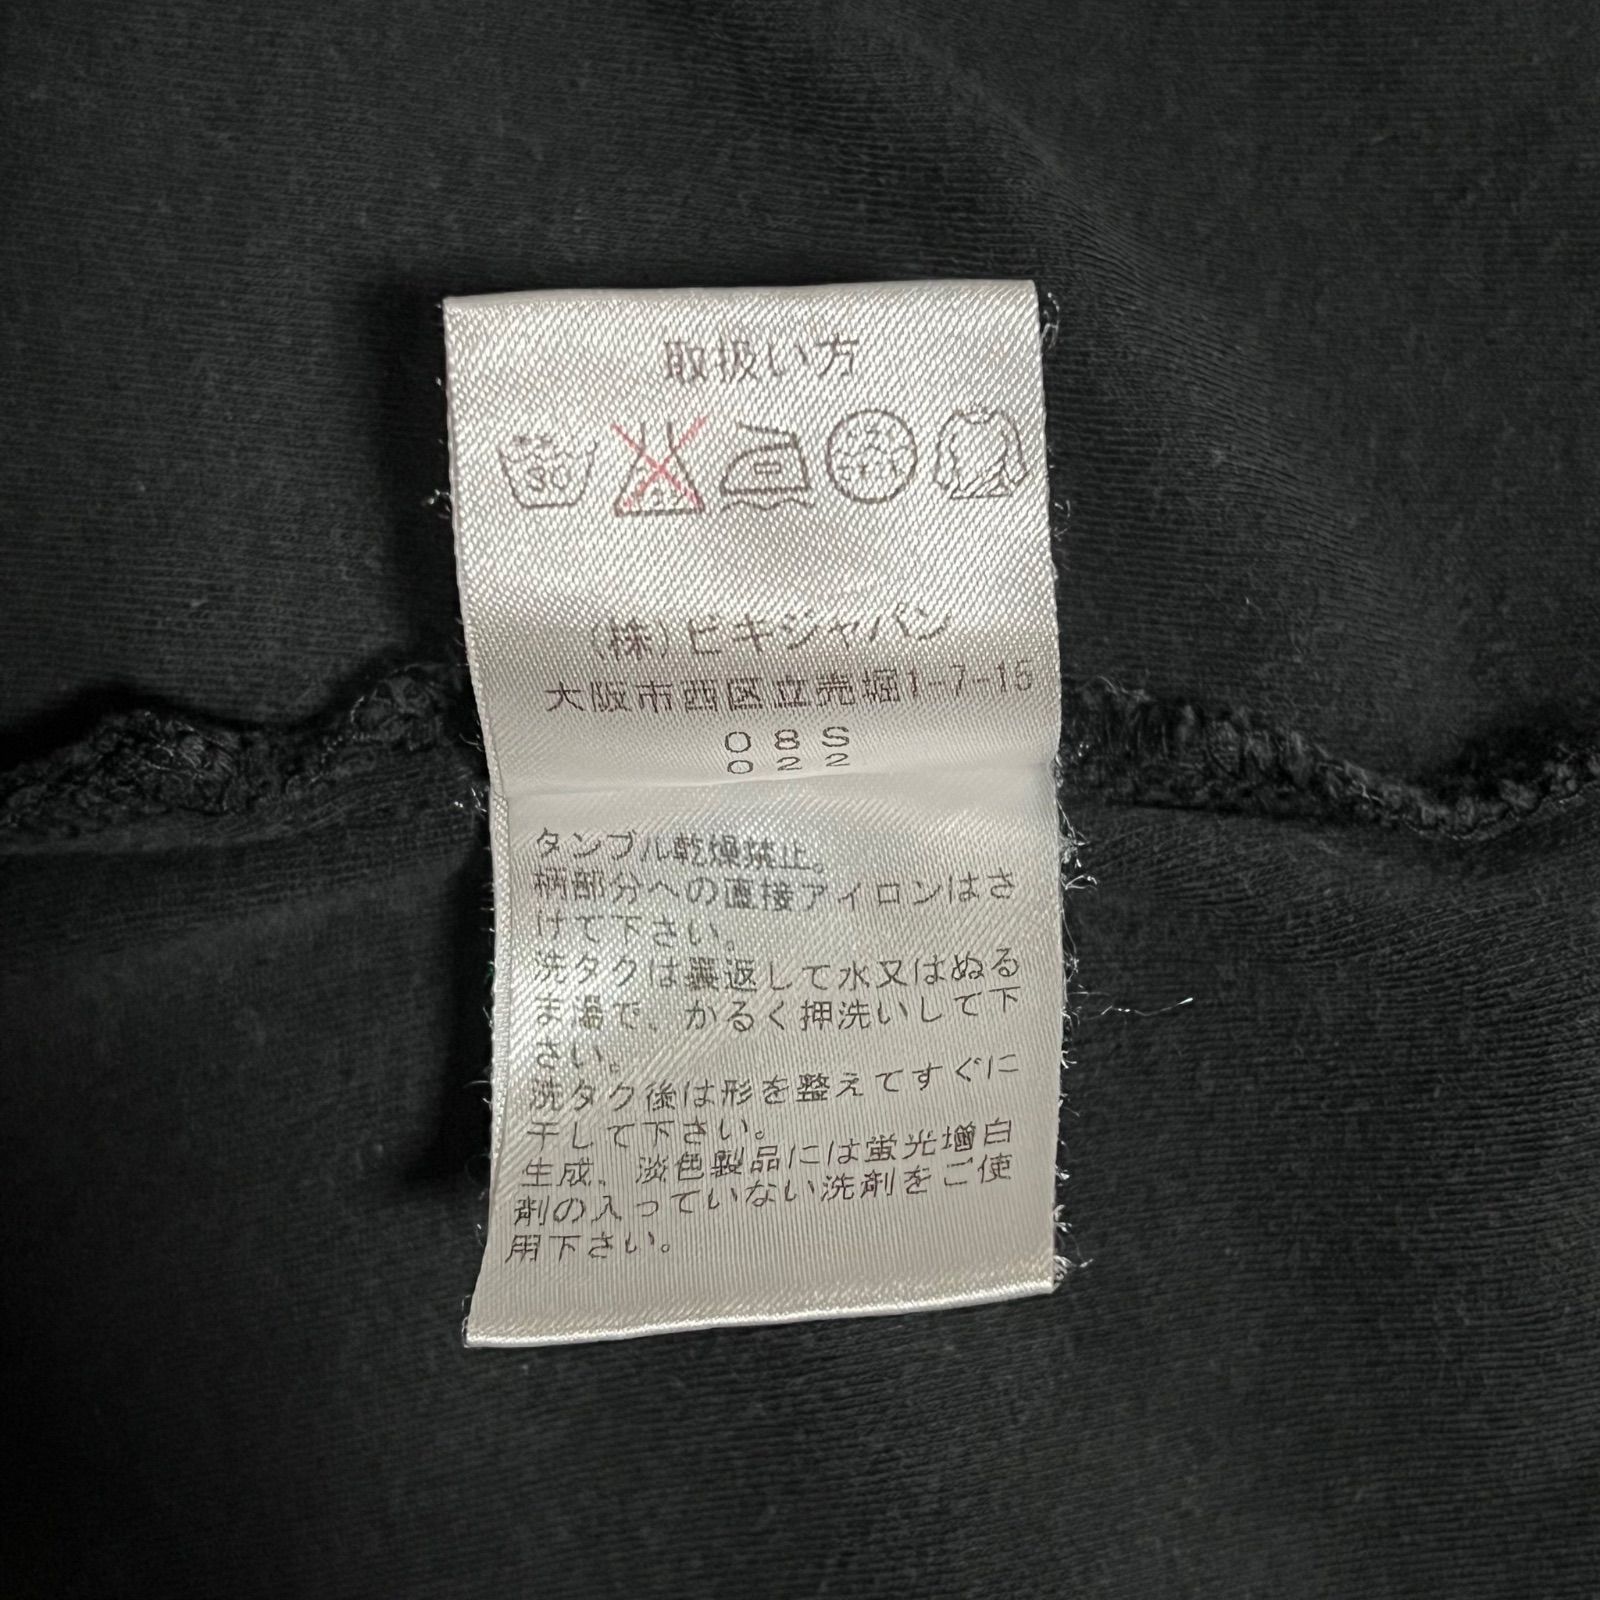 取扱い方
30
(株)ビキジャパン
大阪市西区立売堀1-7-15
08S
022
タンブル乾燥禁止。
柄部分への直接アイロンはさ
けて下さい。
洗タクは裏返して水又はぬる
ま湯で、かるく押洗いして下
さい。
洗タク後は形を整えてすぐに
干して下さい。
生成、淡色製品には蛍光増白
剤の入っていない洗剤をご使
用下さい。